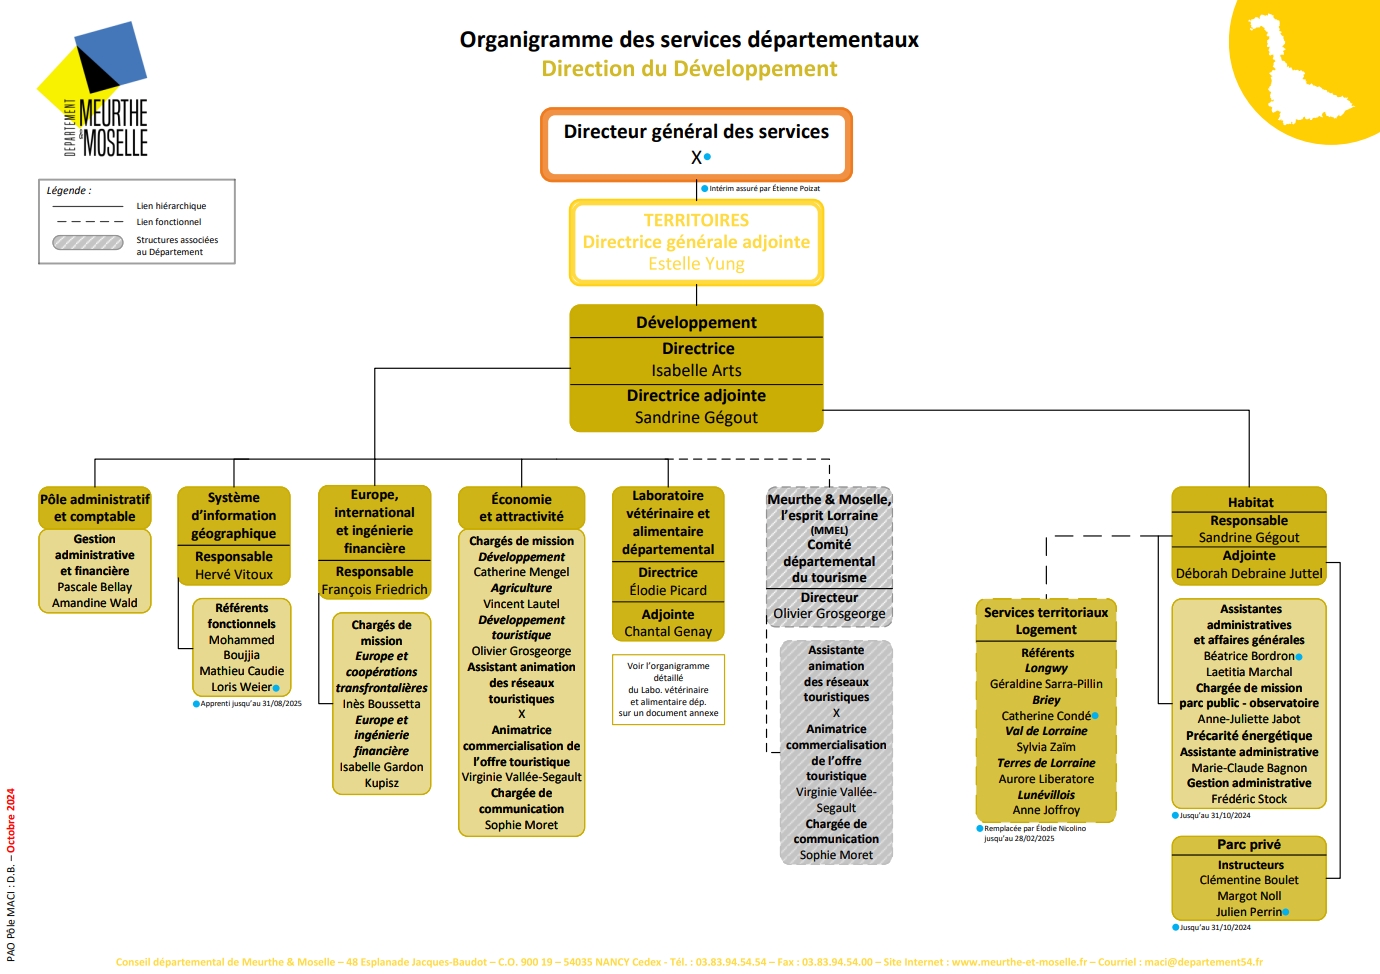 Organigramme des services départementaux
Direction du Développement
DEPARTEMENT
MEURTHE
&
MOSELLE
Légende :
Lien hiérarchique
Lien fonctionnel
Structures associées
au Département
Directeur général des services
X
Intérim assuré par Étienne Poizat
TERRITOIRES
Directrice générale adjointe
Estelle Yung
Développement
Directrice
Isabelle Arts
Directrice adjointe
Sandrine Gégout
Pôle administratif
et comptable
Gestion
administrative
et financière
Pascale Bellay
Amandine Wald
Système
d’information
géographique
Responsable
Hervé Vitoux
Référents
fonctionnels
Mohammed
Boujjia
Mathieu Caudie
Loris Weier
Apprenti jusqu’au 31/08/2025
Europe,
international
et ingénierie
financière
Responsable
François Friedrich
Chargés de
mission
Europe et
coopérations
transfrontalières
Inès Boussetta
Europe et
ingénierie
financière
Isabelle Gardon
Kupisz
Économie
et attractivité
Chargés de mission
Développement
Catherine Mengel
Agriculture
Vincent Lautel
Développement
touristique
Olivier Grosgeorge
Assistant animation
des réseaux
touristiques
X
Animatrice
commercialisation de
l’offre touristique
Virginie Vallée-Segault
Chargée de
communication
Sophie Moret
Laboratoire
vétérinaire et
alimentaire
départemental
Directrice
Élodie Picard
Adjointe
Chantal Genay
Voir l’organigramme
détaillé
du Labo. vétérinaire
et alimentaire dép.
sur un document annexe
Meurthe & Moselle,
l’esprit Lorraine
(MMEL)
Comité
départemental
du tourisme
Directeur
Olivier Grosgeorge
Assistante
animation
des réseaux
touristiques
X
Animatrice
commercialisation
de l’offre
touristique
Virginie Vallée-
Segault
Chargée de
communication
Sophie Moret
Services territoriaux
Logement
Référents
Longwy
Géraldine Sarra-Pillin
Briey
Catherine Condé
Val de Lorraine
Sylvia Zaïm
Terres de Lorraine
Aurore Liberatore
Lunévillois
Anne Joffroy
Remplacée par Élodie Nicolino
jusqu’au 28/02/2025
Habitat
Responsable
Sandrine Gégout
Adjointe
Déborah Debraine Juttel
Assistantes
administratives
et affaires générales
Béatrice Bordron
Laetitia Marchal
Chargée de mission
parc public - observatoire
Anne-Juliette Jabot
Précarité énergétique
Assistante administrative
Marie-Claude Bagnon
Gestion administrative
Frédéric Stock
Jusqu’au 31/10/2024
Parc privé
Instructeurs
Clémentine Boulet
Margot Noll
Julien Perrin
Jusqu’au 31/10/2024
PAO Pôle MACI : D.B. – Octobre 2024
Conseil départemental de Meurthe & Moselle – 48 Esplanade Jacques-Baudot – C.O. 900 19 – 54035 NANCY Cedex - Tél. : 03.83.94.54.54 – Fax : 03.83.94.54.00 – Site Internet : www.meurthe-et-moselle.fr – Courriel : maci@departement54.fr